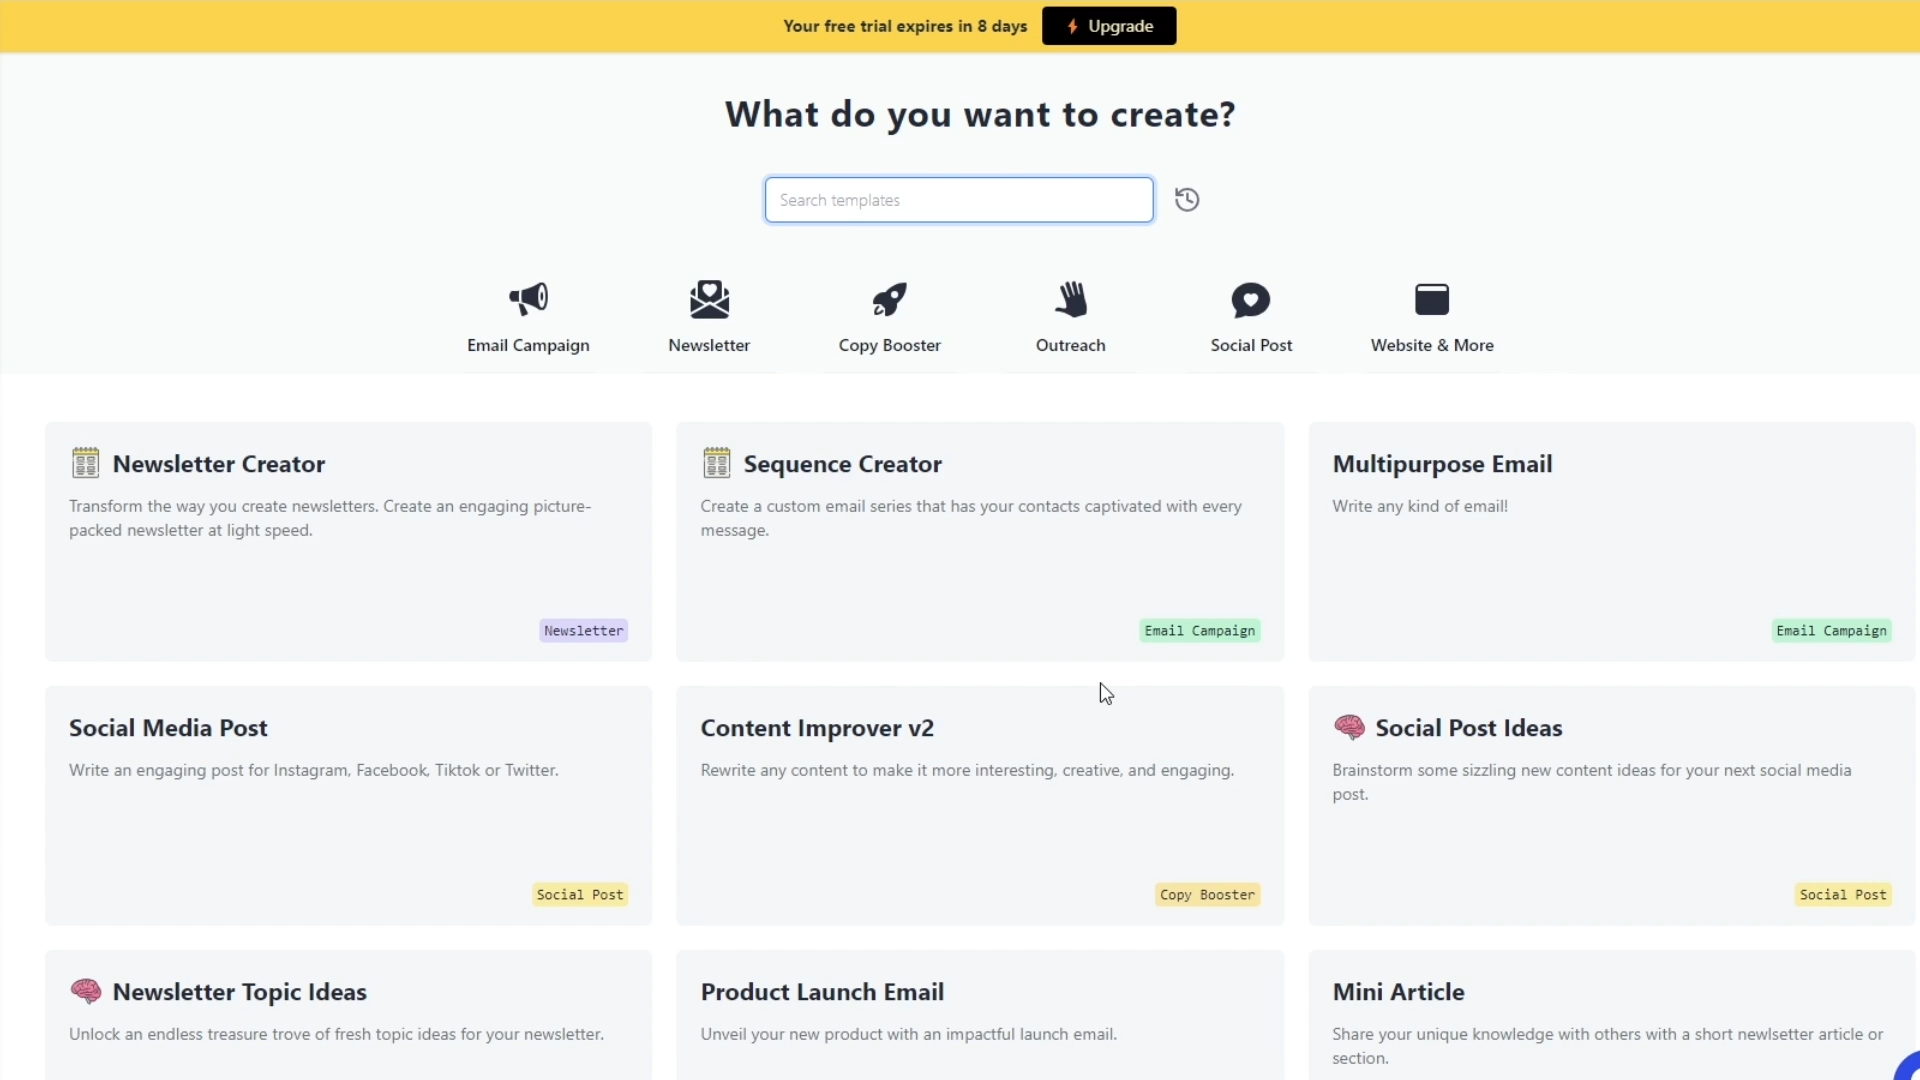 Your free trial expires in 8 days
Upgrade
What do you want to create?
Search templates
Email Campaign
Newsletter
Copy Booster
Outreach
Social Post
Website & More
Newsletter Creator
Transform the way you create newsletters. Create an engaging picture-
packed newsletter at light speed.
Newsletter
Sequence Creator
Create a custom email series that has your contacts captivated with every
message.
Email Campaign
Multipurpose Email
Write any kind of email!
Email Campaign
Social Media Post
Write an engaging post for Instagram, Facebook, Tiktok or Twitter.
Social Post
Content Improver v2
Rewrite any content to make it more interesting, creative, and engaging.
Copy Booster
Social Post Ideas
Brainstorm some sizzling new content ideas for your next social media
post.
Social Post
Newsletter Topic Ideas
Unlock an endless treasure trove of fresh topic ideas for your newsletter.
Product Launch Email
Unveil your new product with an impactful launch email.
Mini Article
Share your unique knowledge with others with a short newlsetter article or
section.